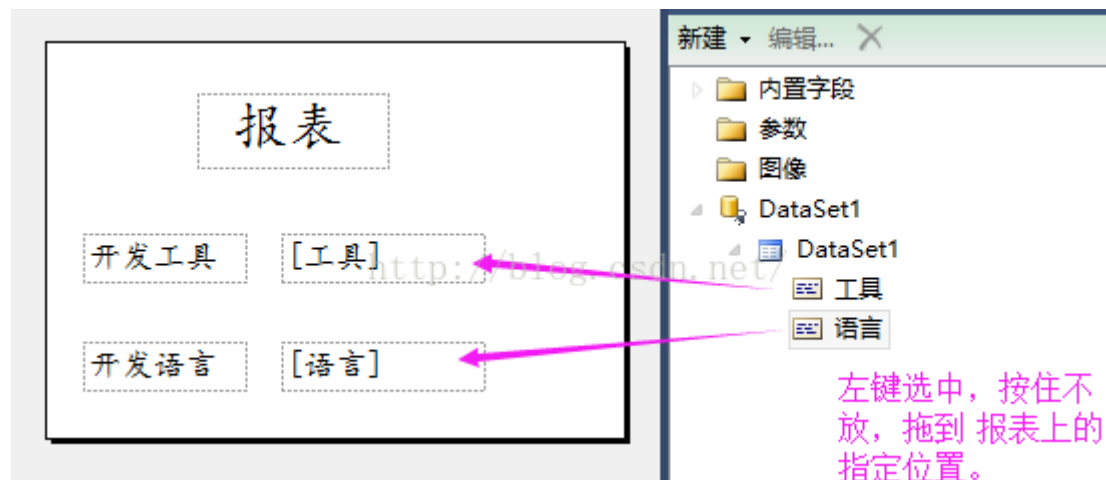 报表
开发工具 [工具]
开发语言 [语言]
http://blog.csdn.net/
新建 编辑...
内置字段
参数
图像
DataSet1
DataSet1
工具
语言
左键选中，按住不
放，拖到 报表上的
指定位置。